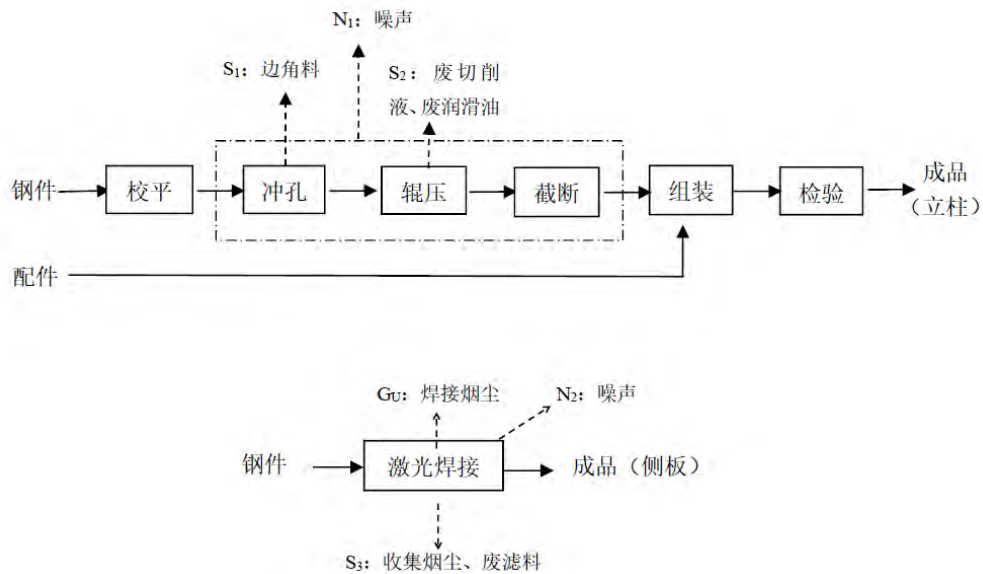 N₁：噪声
S₁：边角料
S₂：废切削
液、废润滑油
钢件
校平
冲孔
辊压
截断
组装
检验
成品
（立柱）
配件
G_U：焊接烟尘
N₂：噪声
钢件
激光焊接
成品（侧板）
S₃：收集烟尘、废滤料